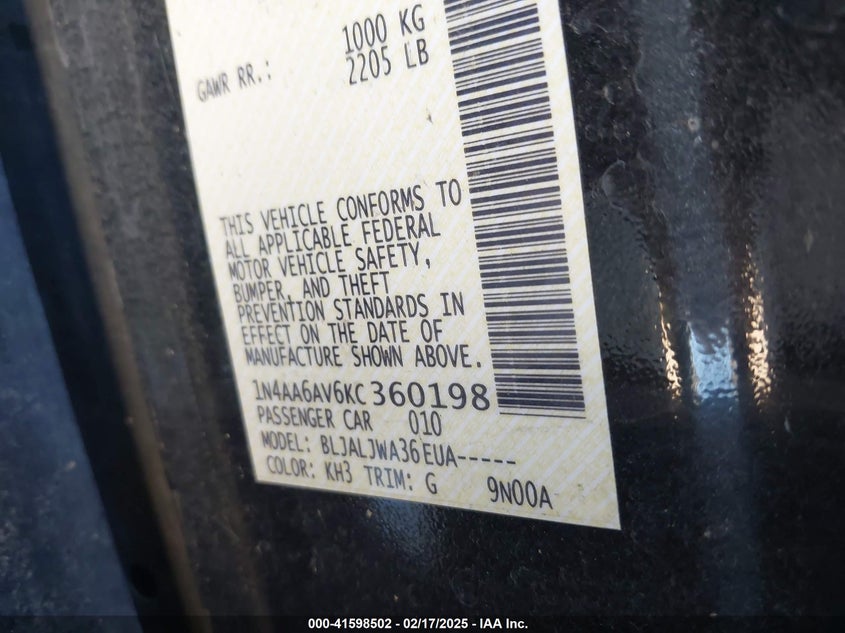 GAWR RR.: 1000 KG
2205 LB
THIS VEHICLE CONFORMS TO
ALL APPLICABLE FEDERAL
MOTOR VEHICLE SAFETY,
BUMPER, AND THEFT
PREVENTION STANDARDS IN
EFFECT ON THE DATE OF
MANUFACTURE SHOWN ABOVE.
1N4AA6AV6KC360198
PASSENGER CAR 010
MODEL: BLJALJWA36EUA-----
COLOR: KH3 TRIM: G 9N00A
000-41598502 - 02/17/2025 - IAA Inc.